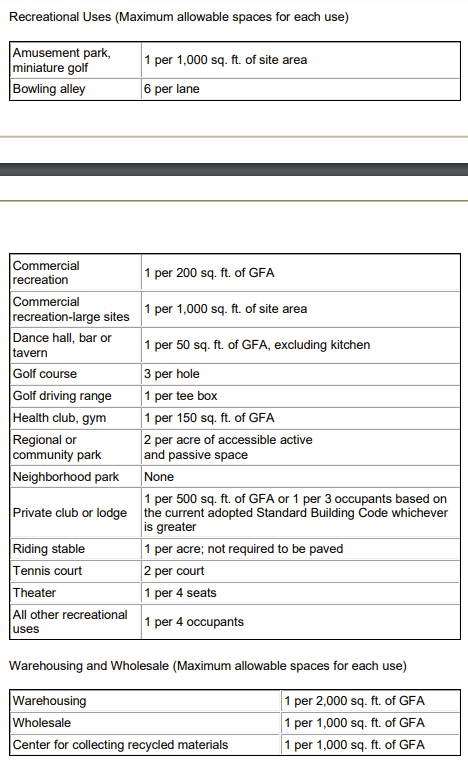 Recreational Uses (Maximum allowable spaces for each use)
Amusement park,
miniature golf
1 per 1,000 sq. ft. of site area
Bowling alley
6 per lane
Commercial
recreation
1 per 200 sq. ft. of GFA
Commercial
recreation-large sites
1 per 1,000 sq. ft. of site area
Dance hall, bar or
tavern
1 per 50 sq. ft. of GFA, excluding kitchen
Golf course
3 per hole
Golf driving range
1 per tee box
Health club, gym
1 per 150 sq. ft. of GFA
Regional or
community park
2 per acre of accessible active
and passive space
Neighborhood park
None
Private club or lodge
1 per 500 sq. ft. of GFA or 1 per 3 occupants based on
the current adopted Standard Building Code whichever
is greater
Riding stable
1 per acre; not required to be paved
Tennis court
2 per court
Theater
1 per 4 seats
All other recreational
uses
1 per 4 occupants
Warehousing and Wholesale (Maximum allowable spaces for each use)
Warehousing
1 per 2,000 sq. ft. of GFA
Wholesale
1 per 1,000 sq. ft. of GFA
Center for collecting recycled materials
1 per 1,000 sq. ft. of GFA